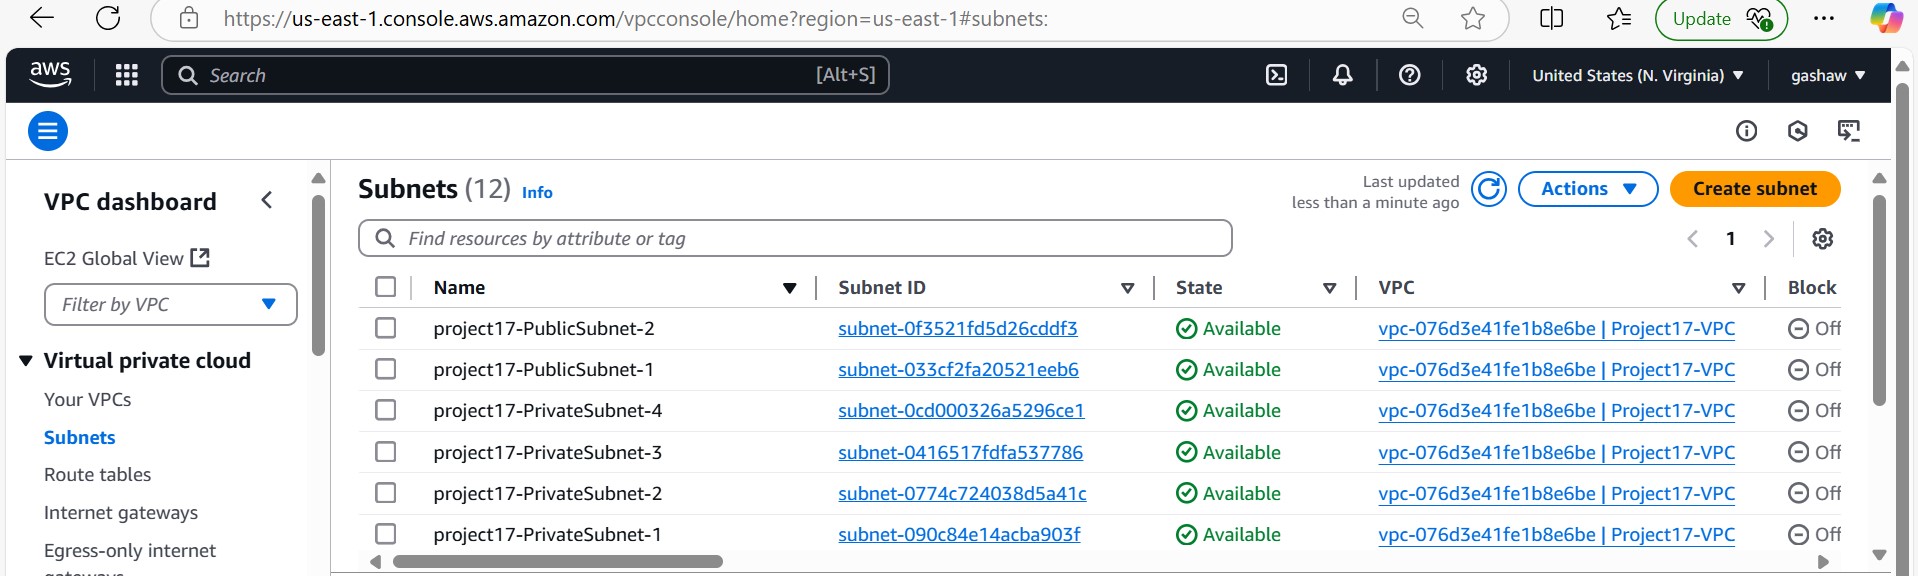 https://us-east-1.console.aws.amazon.com/vpcconsole/home?region=us-east-1#subnets:
Update
aws
Search
[Alt+S]
United States (N. Virginia)
gashaw
VPC dashboard
EC2 Global View
Filter by VPC
Virtual private cloud
Your VPCs
Subnets
Route tables
Internet gateways
Egress-only internet
gateways
Subnets (12) Info
Last updated
less than a minute ago
Actions
Create subnet
Find resources by attribute or tag
1
Name Subnet ID State VPC Block
project17-PublicSubnet-2 subnet-0f3521fd5d26cddf3 Available vpc-076d3e41fe1b8e6be | Project17-VPC Off
project17-PublicSubnet-1 subnet-033cf2fa20521eeb6 Available vpc-076d3e41fe1b8e6be | Project17-VPC Off
project17-PrivateSubnet-4 subnet-0cd000326a5296ce1 Available vpc-076d3e41fe1b8e6be | Project17-VPC Off
project17-PrivateSubnet-3 subnet-0416517fdfa537786 Available vpc-076d3e41fe1b8e6be | Project17-VPC Off
project17-PrivateSubnet-2 subnet-0774c724038d5a41c Available vpc-076d3e41fe1b8e6be | Project17-VPC Off
project17-PrivateSubnet-1 subnet-090c84e14acba903f Available vpc-076d3e41fe1b8e6be | Project17-VPC Off